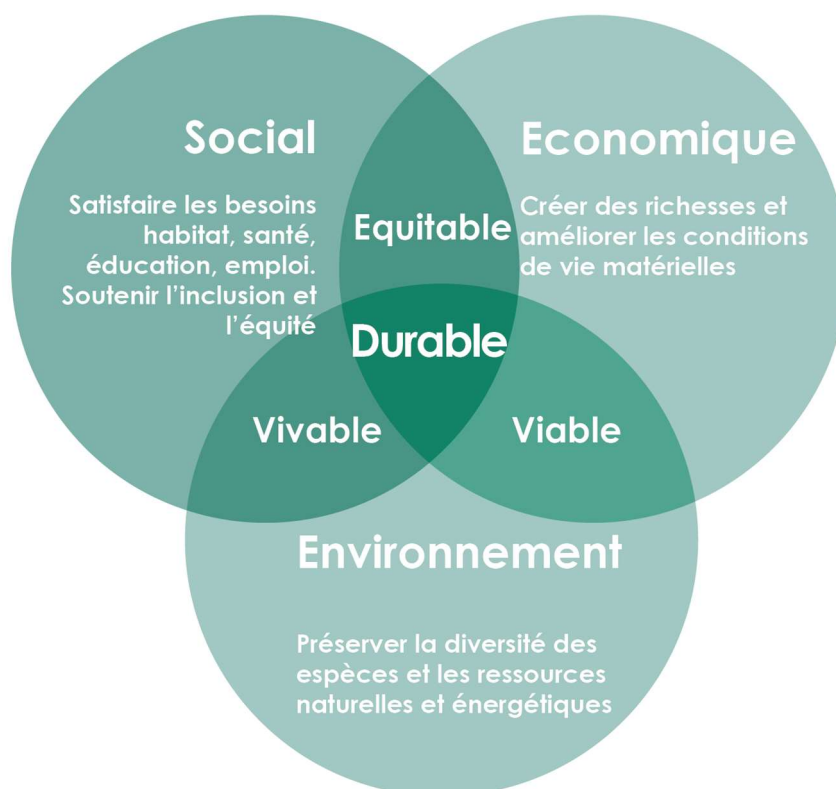 Social
Satisfaire les besoins
habitat, santé,
éducation, emploi.
Soutenir l'inclusion et
l'équité
Economique
Créer des richesses et
améliorer les conditions
de vie matérielles
Equitable
Durable
Vivable
Viable
Environnement
Préserver la diversité des
espèces et les ressources
naturelles et énergétiques